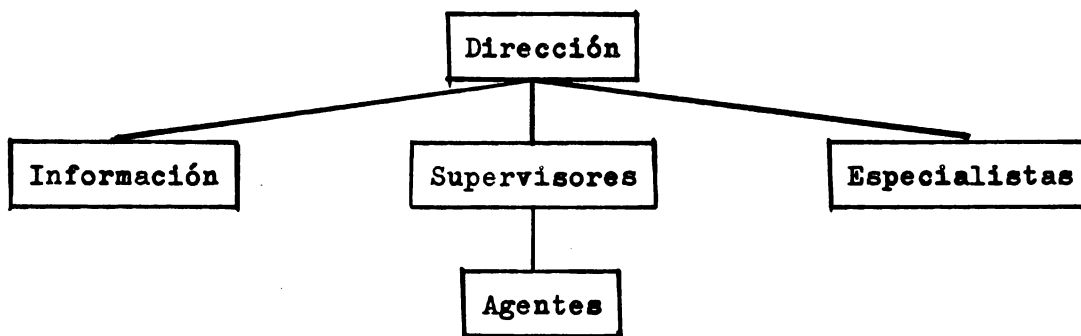 Dirección
Información
Supervisores
Especialistas
Agentes